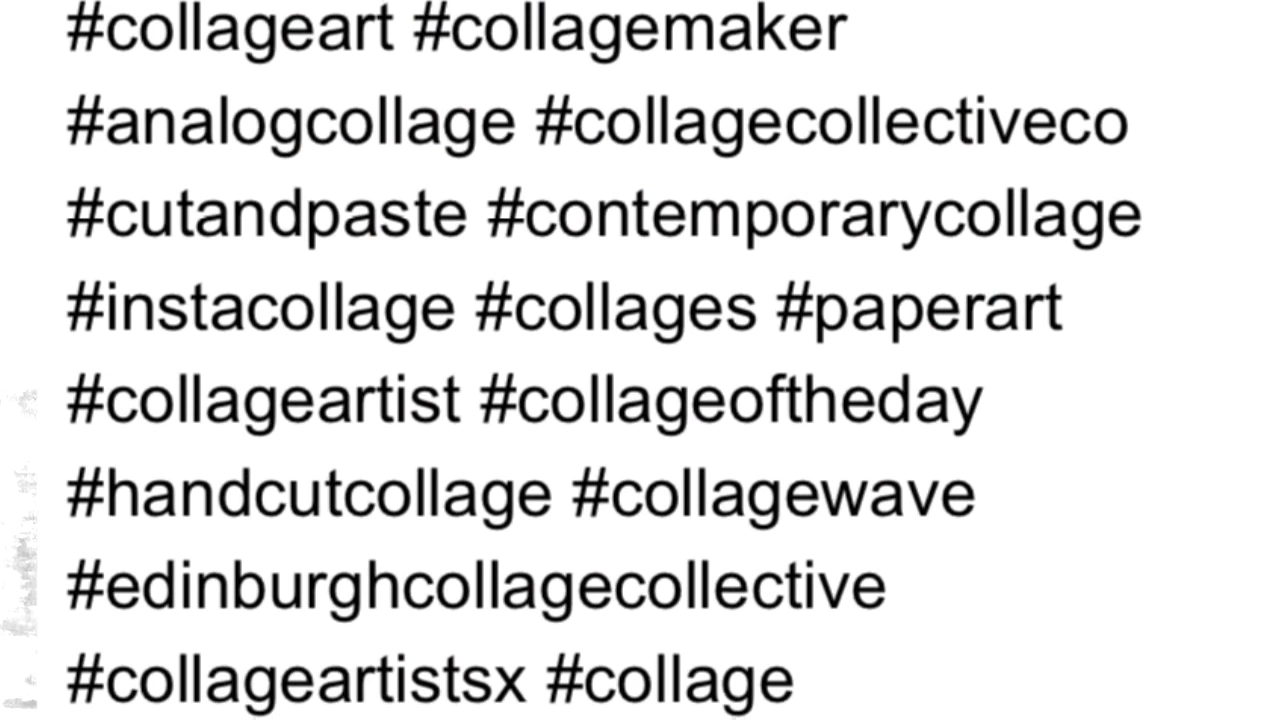 #collageart #collagemaker
#analogcollage #collagecollectiveco
#cutandpaste #contemporarycollage
#instacollage #collages #paperart
#collageartist #collageoftheday
#handcutcollage #collagewave
#edinburghcollagecollective
#collageartistsx #collage